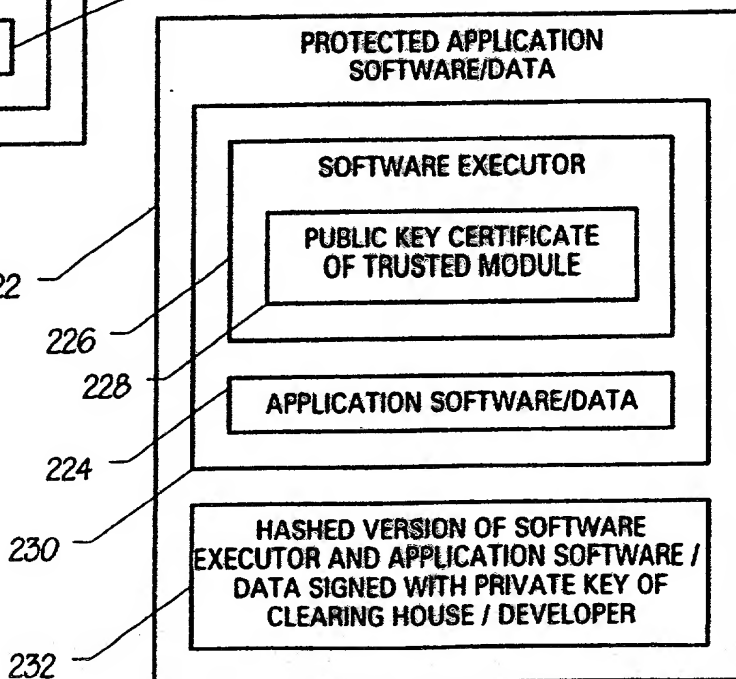 PROTECTED APPLICATION
SOFTWARE/DATA
SOFTWARE EXECUTOR
PUBLIC KEY CERTIFICATE
OF TRUSTED MODULE
22
226
228
APPLICATION SOFTWARE/DATA
224
230
HASHED VERSION OF SOFTWARE
EXECUTOR AND APPLICATION SOFTWARE /
DATA SIGNED WITH PRIVATE KEY OF
CLEARING HOUSE / DEVELOPER
232